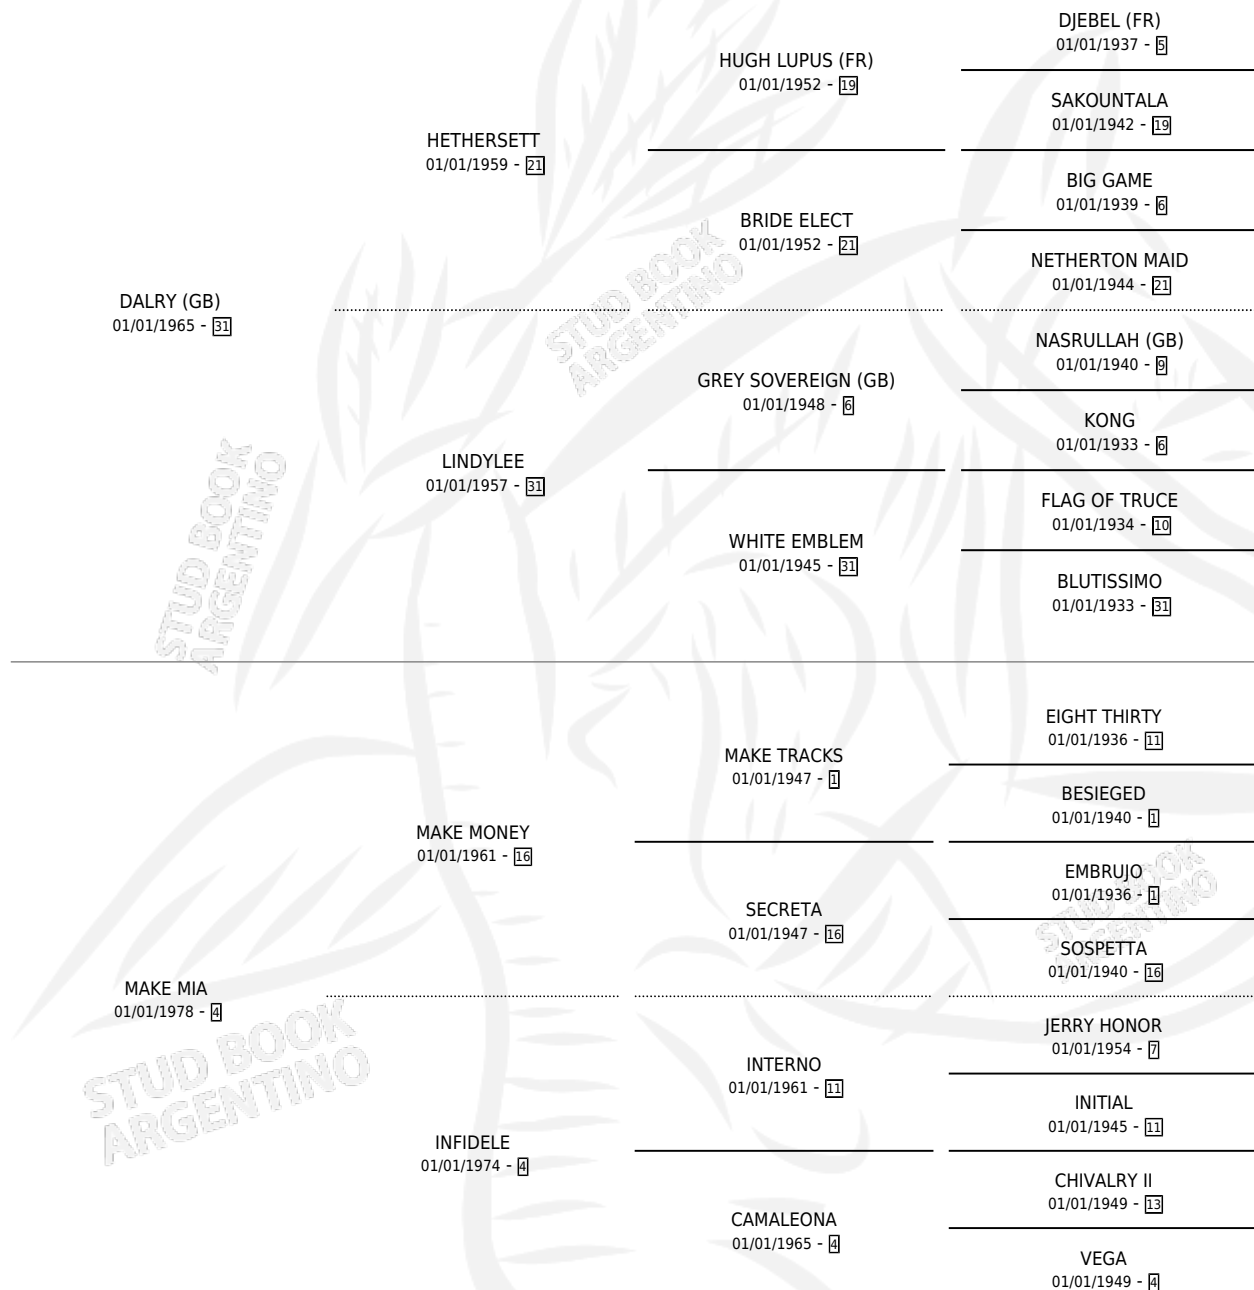 DJEBEL (FR)
01/01/1937 - 5
HUGH LUPUS (FR)
01/01/1952 - 19
SAKOUNTALA
01/01/1942 - 19
HETHERSETT
01/01/1959 - 21
BIG GAME
01/01/1939 - 6
BRIDE ELECT
01/01/1952 - 21
NETHERTON MAID
01/01/1944 - 21
DALRY (GB)
01/01/1965 - 31
NASRULLAH (GB)
01/01/1940 - 9
GREY SOVEREIGN (GB)
01/01/1948 - 6
KONG
01/01/1933 - 6
LINDYLEE
01/01/1957 - 31
FLAG OF TRUCE
01/01/1934 - 10
WHITE EMBLEM
01/01/1945 - 31
BLUTISSIMO
01/01/1933 - 31
EIGHT THIRTY
01/01/1936 - 11
MAKE TRACKS
01/01/1947 - 1
BESIEGED
01/01/1940 - 1
MAKE MONEY
01/01/1961 - 16
EMBRUJO
01/01/1936 - 1
SECRETA
01/01/1947 - 16
SOSPETTA
01/01/1940 - 16
MAKE MIA
01/01/1978 - 4
JERRY HONOR
01/01/1954 - 7
INTERNO
01/01/1961 - 11
INITIAL
01/01/1945 - 11
INFIDELE
01/01/1974 - 4
CHIVALRY II
01/01/1949 - 13
CAMALEONA
01/01/1965 - 4
VEGA
01/01/1949 - 4
STUD BOOK
ARGENTINO
STUD BOOK
ARGENTINO
STUD BOOK
ARGENTINO
STUD BOOK
ARGENTINO